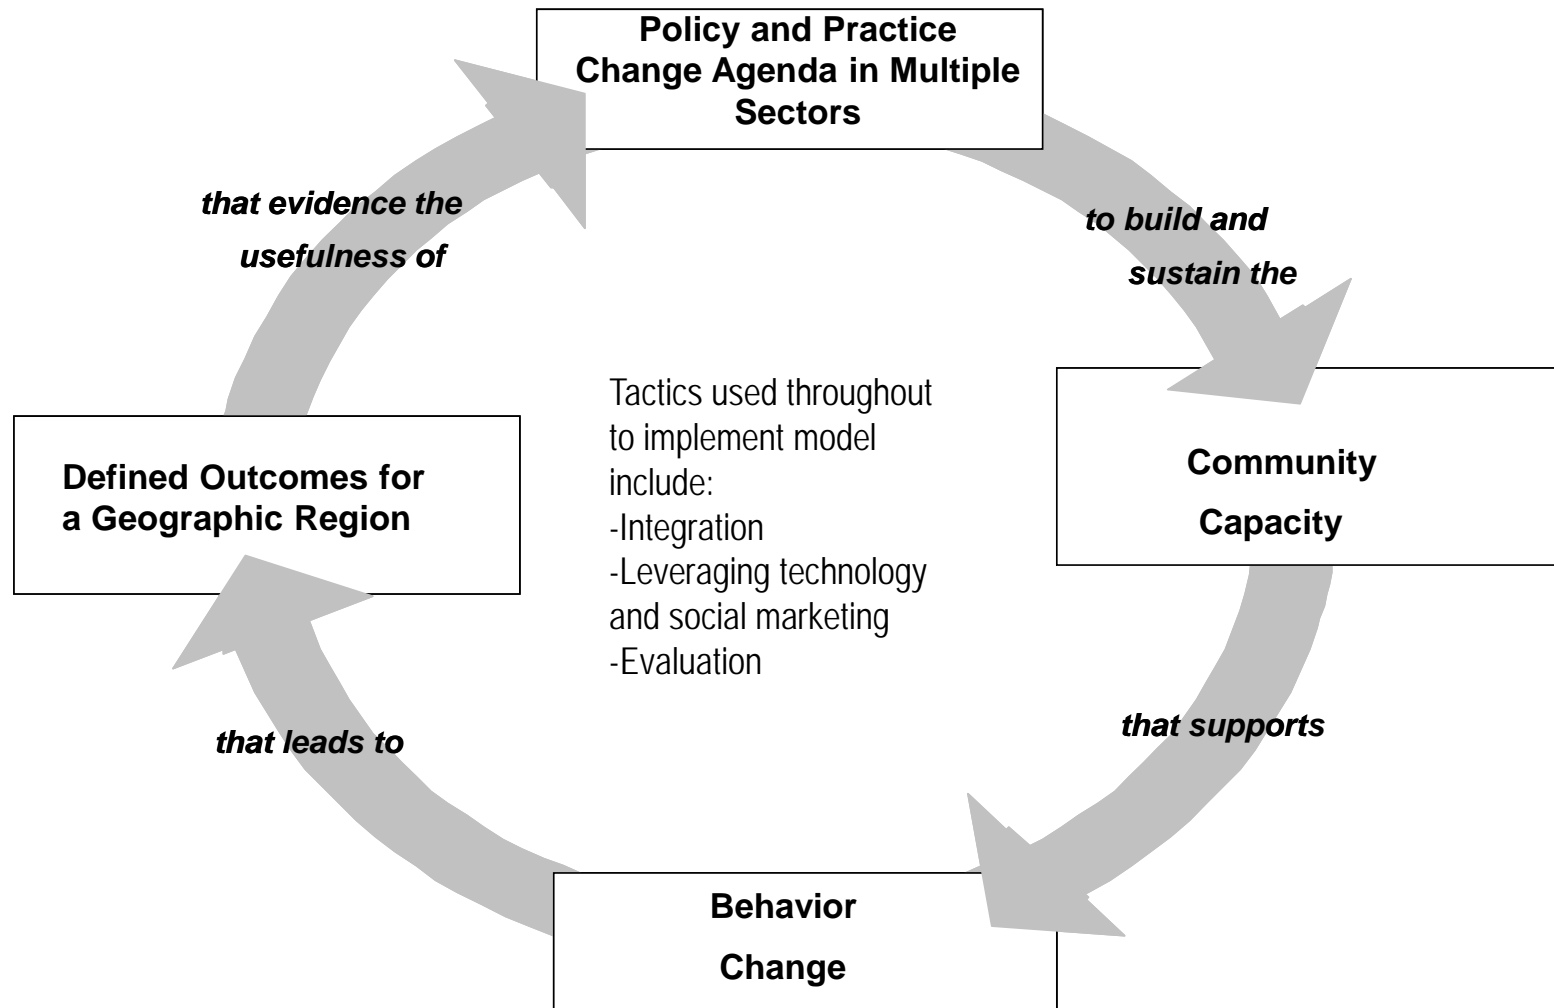 Policy and Practice
Change Agenda in Multiple
Sectors
to build and
sustain the
Community
Capacity
that supports
Behavior
Change
that leads to
Defined Outcomes for
a Geographic Region
that evidence the
usefulness of
Tactics used throughout
to implement model
include:
-Integration
-Leveraging technology
and social marketing
-Evaluation